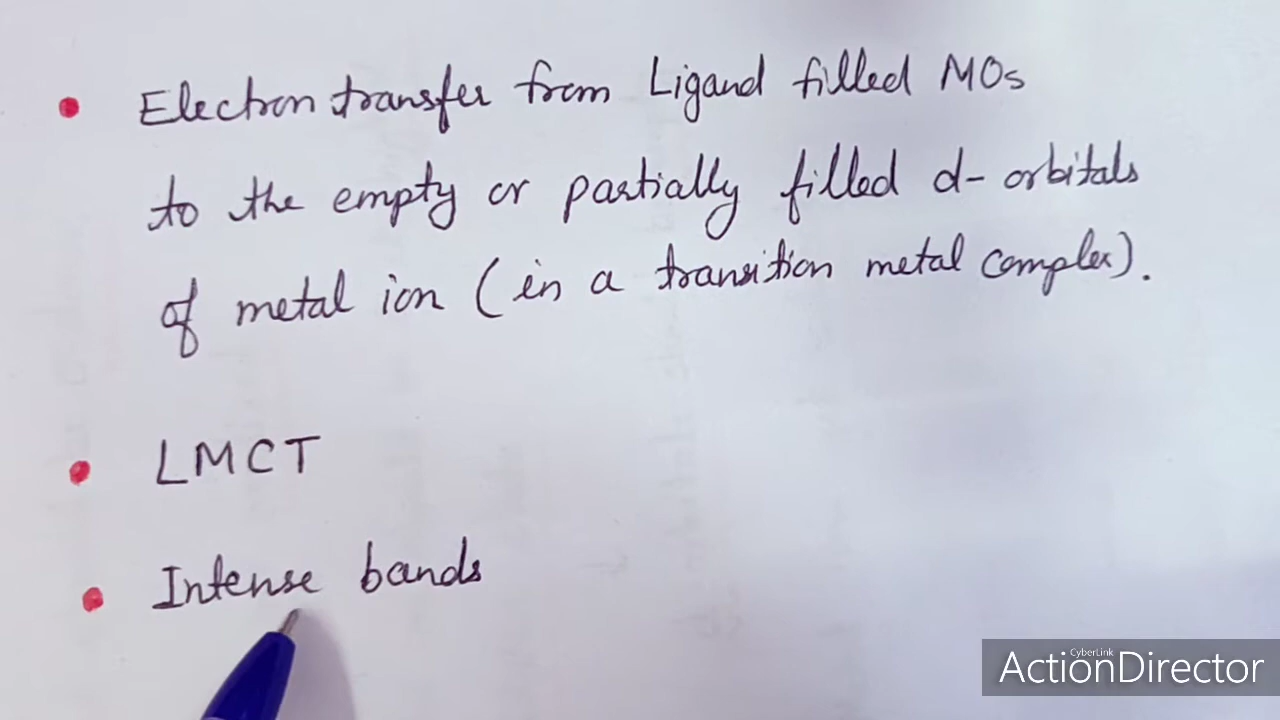 Electron transfer from Ligand filled MOs
to the empty or partially filled d-orbitals
of metal ion (in a transition metal complex).
LMCT
Intense bands
CyberLink
ActionDirector